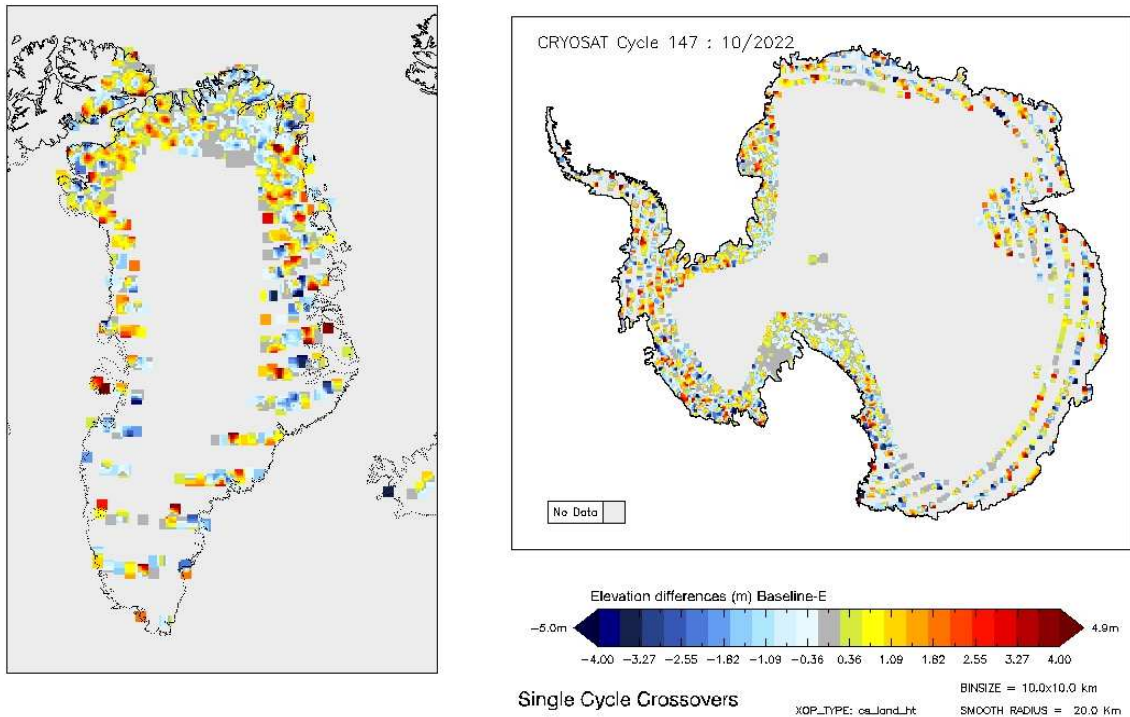 CRYOSAT Cycle 147 : 10/2022
No Data
Elevation differences (m) Baseline-E
-5.0m
4.9m
-4.00 -3.27 -2.55 -1.82 -1.09 -0.36 0.36 1.09 1.82 2.55 3.27 4.00
Single Cycle Crossovers
XOP_TYPE: cs_land_ht
BINSIZE = 10.0x10.0 km
SMOOTH RADIUS = 20.0 Km